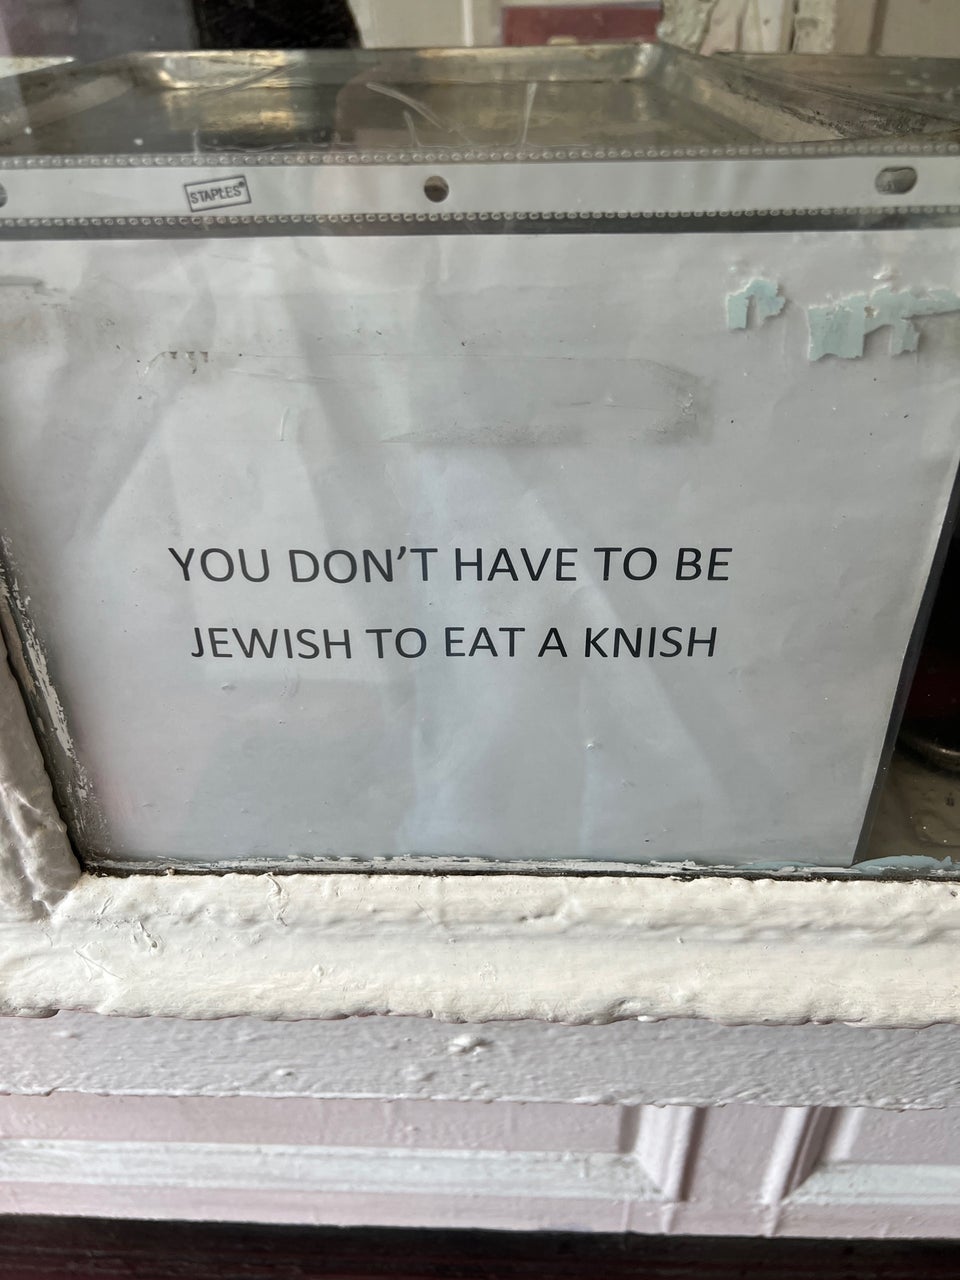 STAPLES®
YOU DON'T HAVE TO BE
JEWISH TO EAT A KNISH